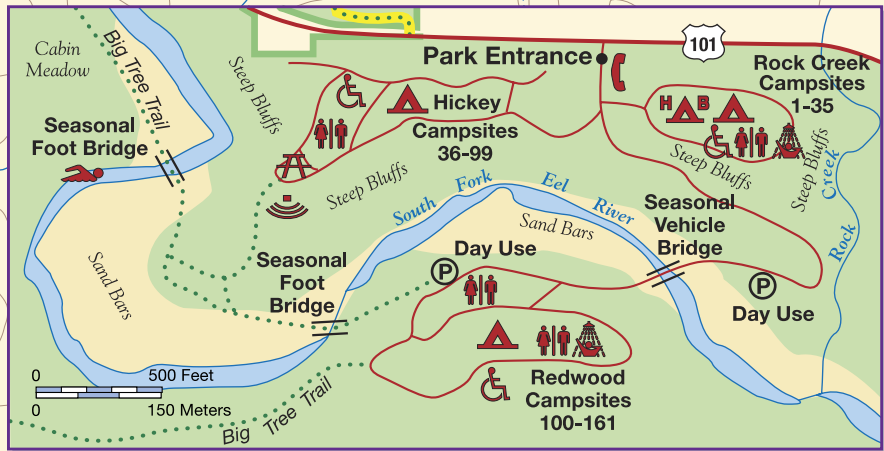 101
Park Entrance
Cabin
Meadow
Big Tree Trail
Steep Bluffs
Rock Creek
Campsites
1-35
Hickey
Campsites
36-99
H B
Seasonal
Foot Bridge
Steep Bluffs
Steep Bluffs
Steep Bluffs
Rock Creek
South Fork Eel River
Sand Bars
Seasonal
Vehicle
Bridge
Sand Bars
Seasonal
Foot
Bridge
Day Use
P
P
Day Use
Redwood
Campsites
100-161
0 500 Feet
0 150 Meters
Big Tree Trail